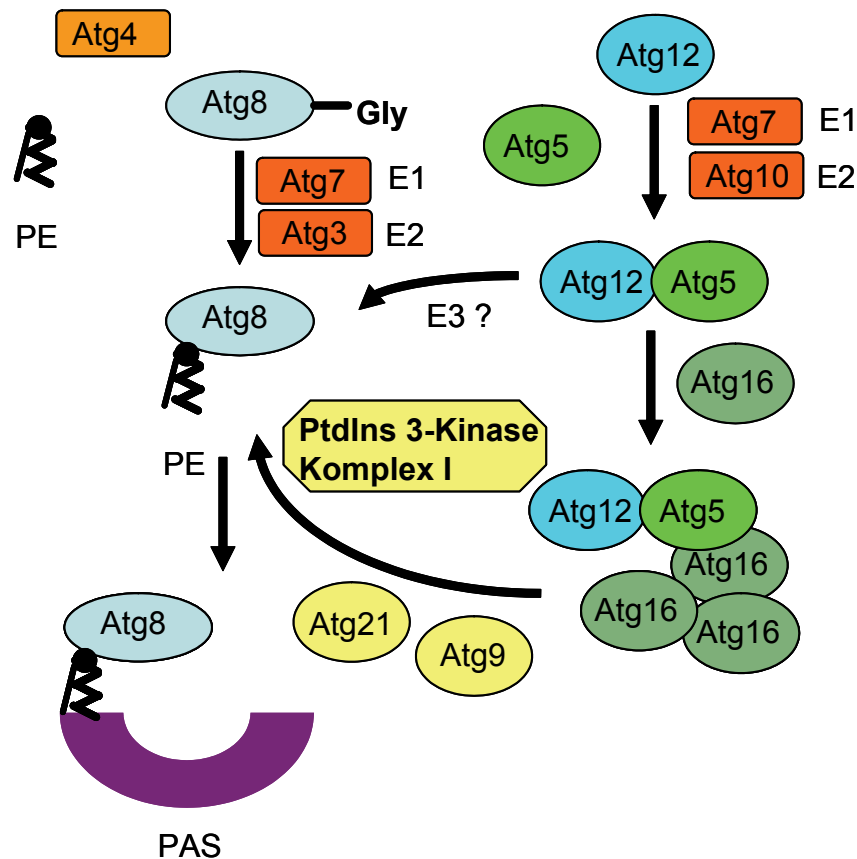 Atg4
Atg12
Atg8
Gly
Atg7
E1
Atg5
Atg10
E2
PE
Atg7
E1
Atg3
E2
Atg12
Atg5
Atg8
E3 ?
Atg16
PtdIns 3-Kinase
Komplex I
PE
Atg12
Atg5
Atg16
Atg16
Atg16
Atg8
Atg21
Atg9
PAS